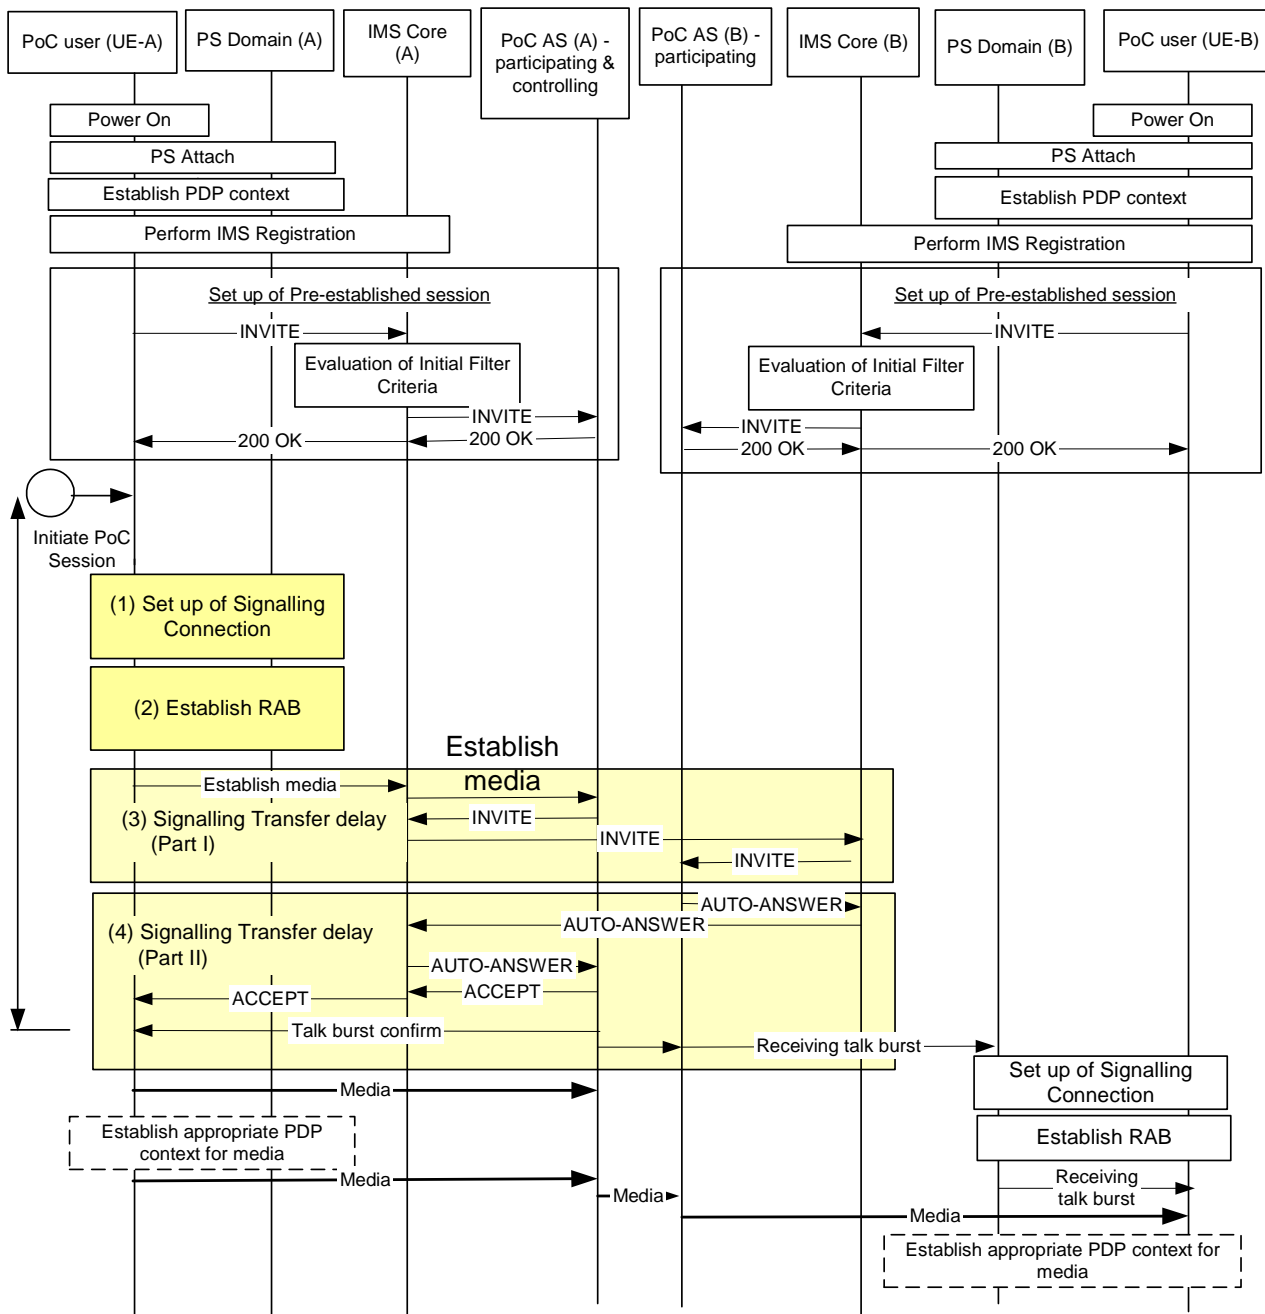 PoC user (UE-A)
PS Domain (A)
IMS Core
(A)
PoC AS (A) -
participating &
controlling
PoC AS (B) -
participating
IMS Core (B)
PS Domain (B)
PoC user (UE-B)
Power On
Power On
PS Attach
PS Attach
Establish PDP context
Establish PDP context
Perform IMS Registration
Perform IMS Registration
Set up of Pre-established session
Set up of Pre-established session
INVITE
INVITE
Evaluation of Initial Filter
Criteria
Evaluation of Initial Filter
Criteria
INVITE
INVITE
200 OK
200 OK
200 OK
200 OK
Initiate PoC
Session
(1) Set up of Signalling
Connection
(2) Establish RAB
Establish
media
Establish media
(3) Signalling Transfer delay
(Part I)
INVITE
INVITE
INVITE
AUTO-ANSWER
AUTO-ANSWER
(4) Signalling Transfer delay
(Part II)
AUTO-ANSWER
ACCEPT
ACCEPT
Talk burst confirm
Receiving talk burst
Set up of Signalling
Connection
Media
Establish appropriate PDP
context for media
Establish RAB
Media
Receiving
talk burst
Media
Media
Establish appropriate PDP context for
media